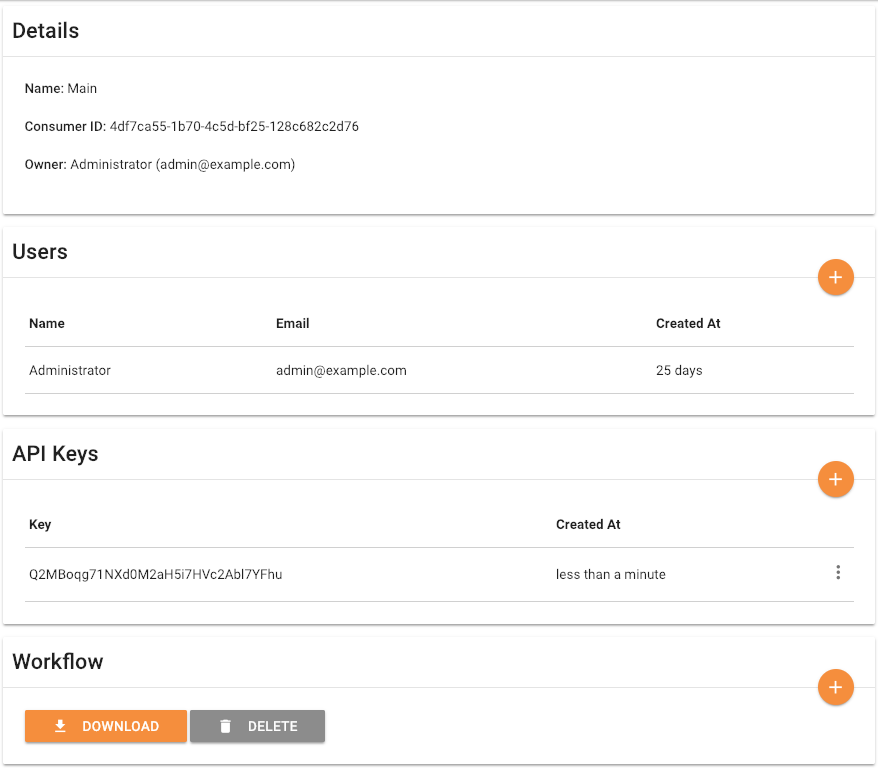 Details
Name: Main
Consumer ID: 4df7ca55-1b70-4c5d-bf25-128c682c2d76
Owner: Administrator (admin@example.com)
Users
Name Email Created At
Administrator admin@example.com 25 days
API Keys
Key Created At
Q2MBoqg71NXd0M2aH5i7HVc2Abl7YFhu less than a minute
Workflow
DOWNLOAD DELETE